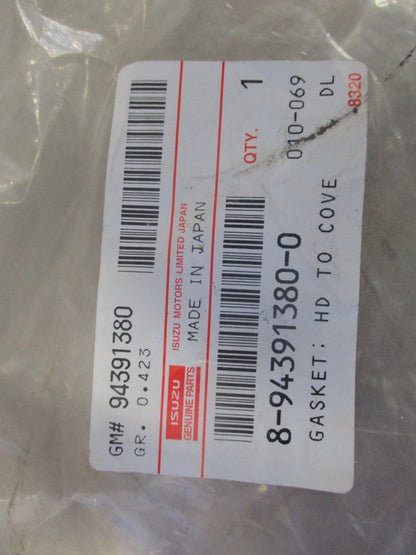 GM# 94391380
GR. 0.423
ISUZU
GENUINE PARTS
ISUZU MOTORS LIMITED JAPAN
MADE IN JAPAN
QTY. 1
8-94391380-0
010-069
GASKET; HD TO COVE
DL
8320